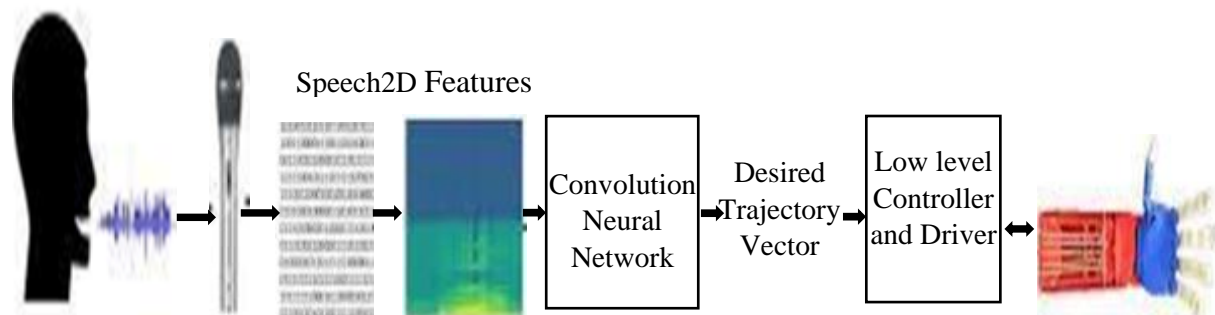 Speech2D Features
Convolution
Neural
Network
Desired
Trajectory
Vector
Low level
Controller
and Driver